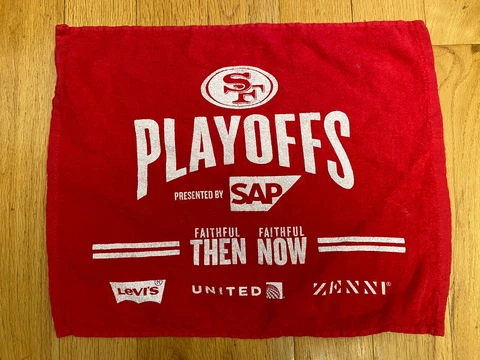 SF
PLAYOFFS
PRESENTED BY SAP
FAITHFUL FAITHFUL
THEN NOW
LEVI'S® UNITED ZENNI®